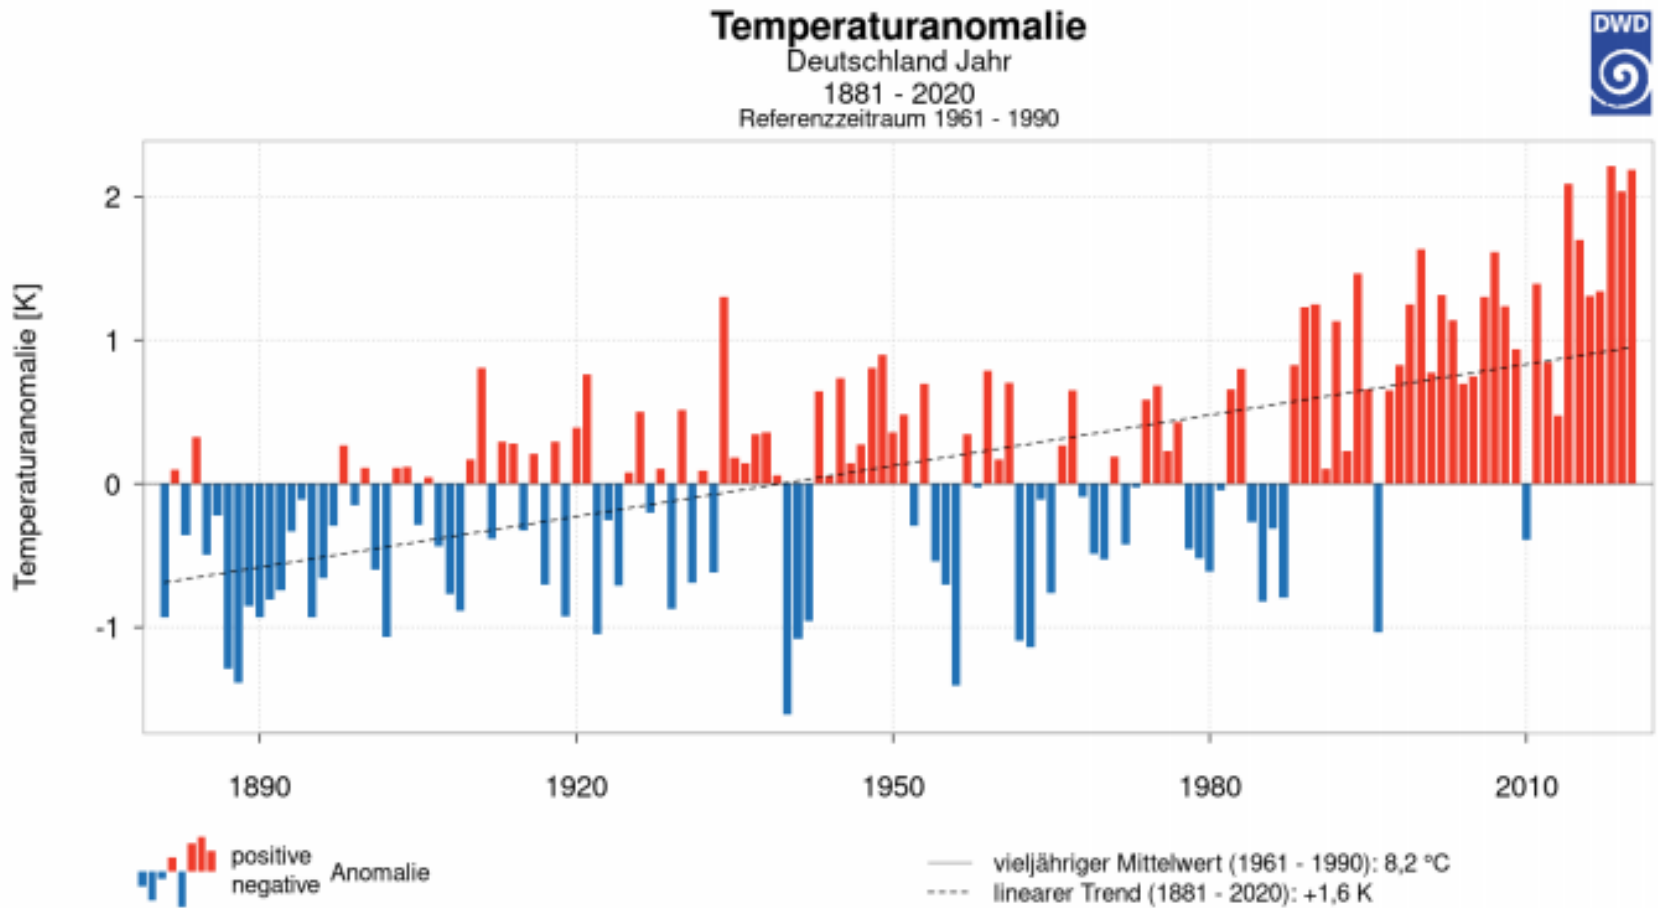 Temperaturanomalie
Deutschland Jahr
1881 - 2020
Referenzzeitraum 1961 - 1990
DWD
Temperaturanomalie [K]
2
1
0
-1
1890
1920
1950
1980
2010
positive
negative
Anomalie
vieljähriger Mittelwert (1961 - 1990): 8,2 °C
linearer Trend (1881 - 2020): +1,6 K